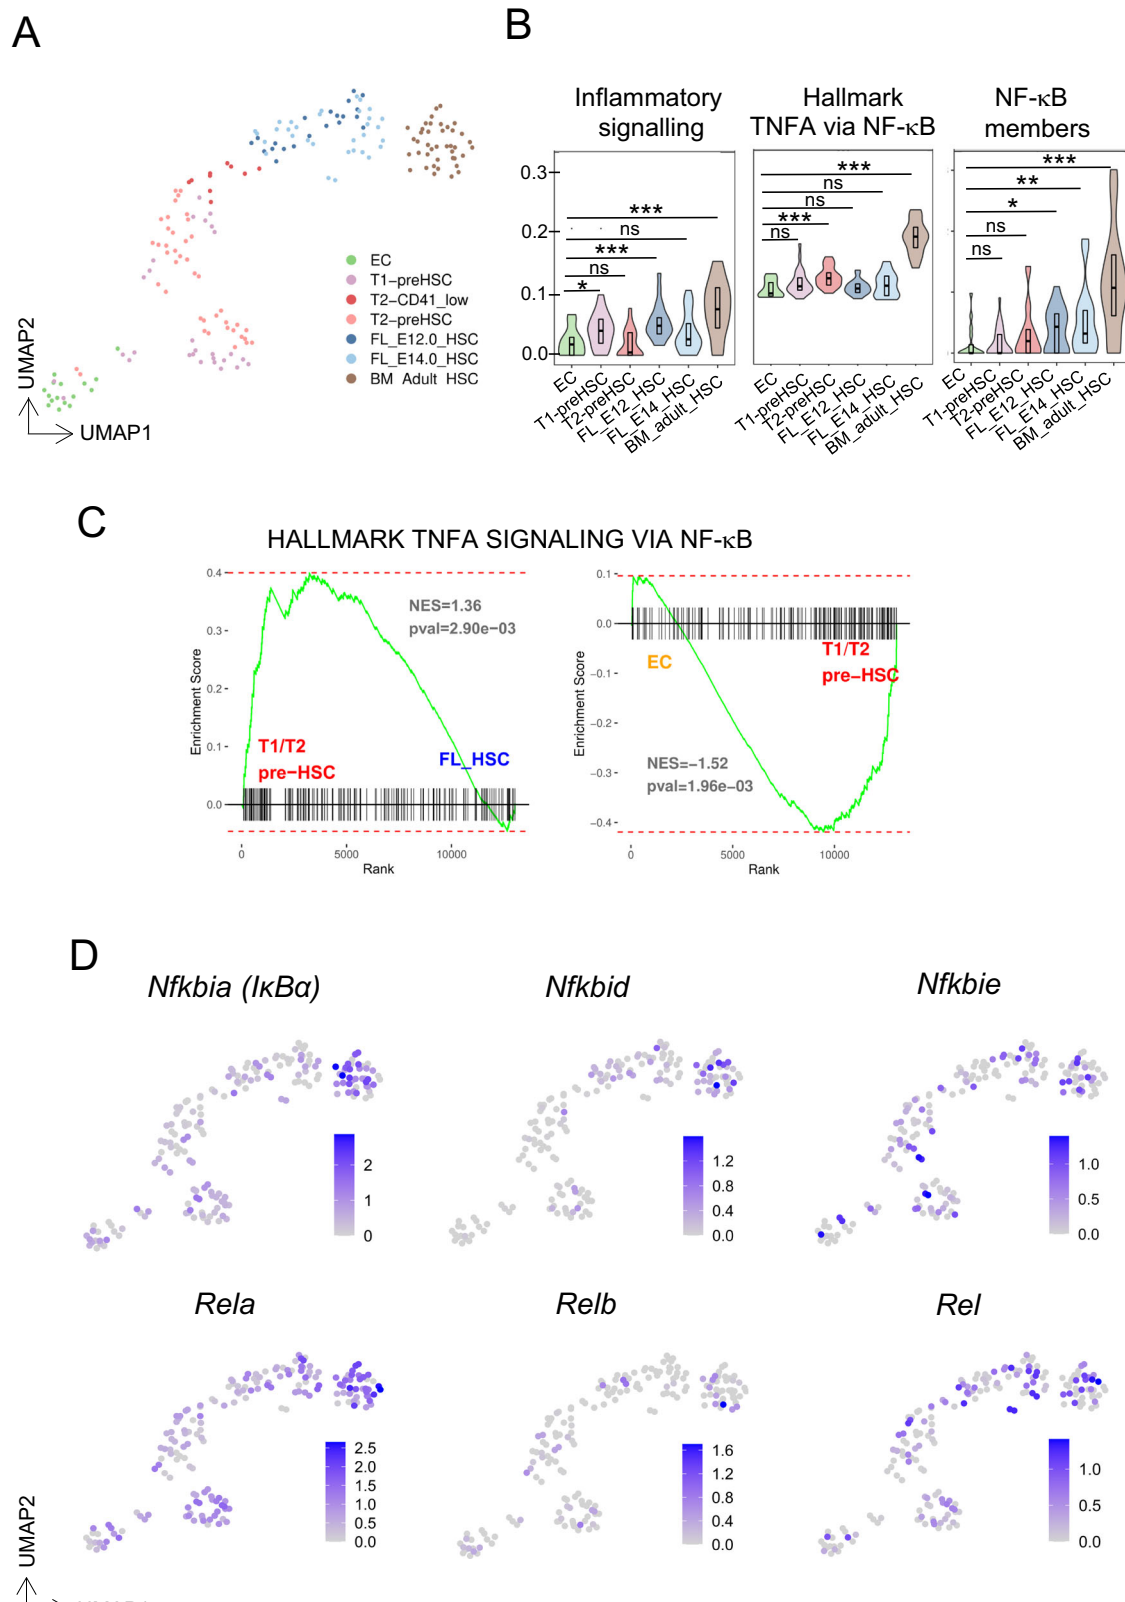 A
UMAP2
UMAP1
EC
T1-preHSC
T2-CD41_low
T2-preHSC
FL_E12.0_HSC
FL_E14.0_HSC
BM Adult HSC
B
Inflammatory
signalling
Hallmark
TNFA via NF-κB
NF-κB
members
0.3
0.2
0.1
0.0
***
ns
***
ns
*
***
ns
ns
***
ns
***
**
*
ns
ns
EC
T1-preHSC
T2-preHSC
FL_E12_HSC
FL_E14_HSC
BM_adult_HSC
EC
T1-preHSC
T2-preHSC
FL_E12_HSC
FL_E14_HSC
BM_adult_HSC
EC
T1-preHSC
T2-preHSC
FL_E12_HSC
FL_E14_HSC
BM_adult_HSC
C
HALLMARK TNFA SIGNALING VIA NF-κB
Enrichment Score
0.4
0.3
0.2
0.1
0.0
NES=1.36
pval=2.90e−03
T1/T2
pre−HSC
FL_HSC
0
5000
10000
Rank
Enrichment Score
0.1
0.0
−0.1
−0.2
−0.3
−0.4
EC
T1/T2
pre−HSC
NES=−1.52
pval=1.96e−03
0
5000
10000
Rank
D
Nfkbia (IκBα)
2
1
0
Nfkbid
1.2
0.8
0.4
0.0
Nfkbie
1.0
0.5
0.0
Rela
2.5
2.0
1.5
1.0
0.5
0.0
Relb
1.6
1.2
0.8
0.4
0.0
Rel
1.0
0.5
0.0
UMAP2